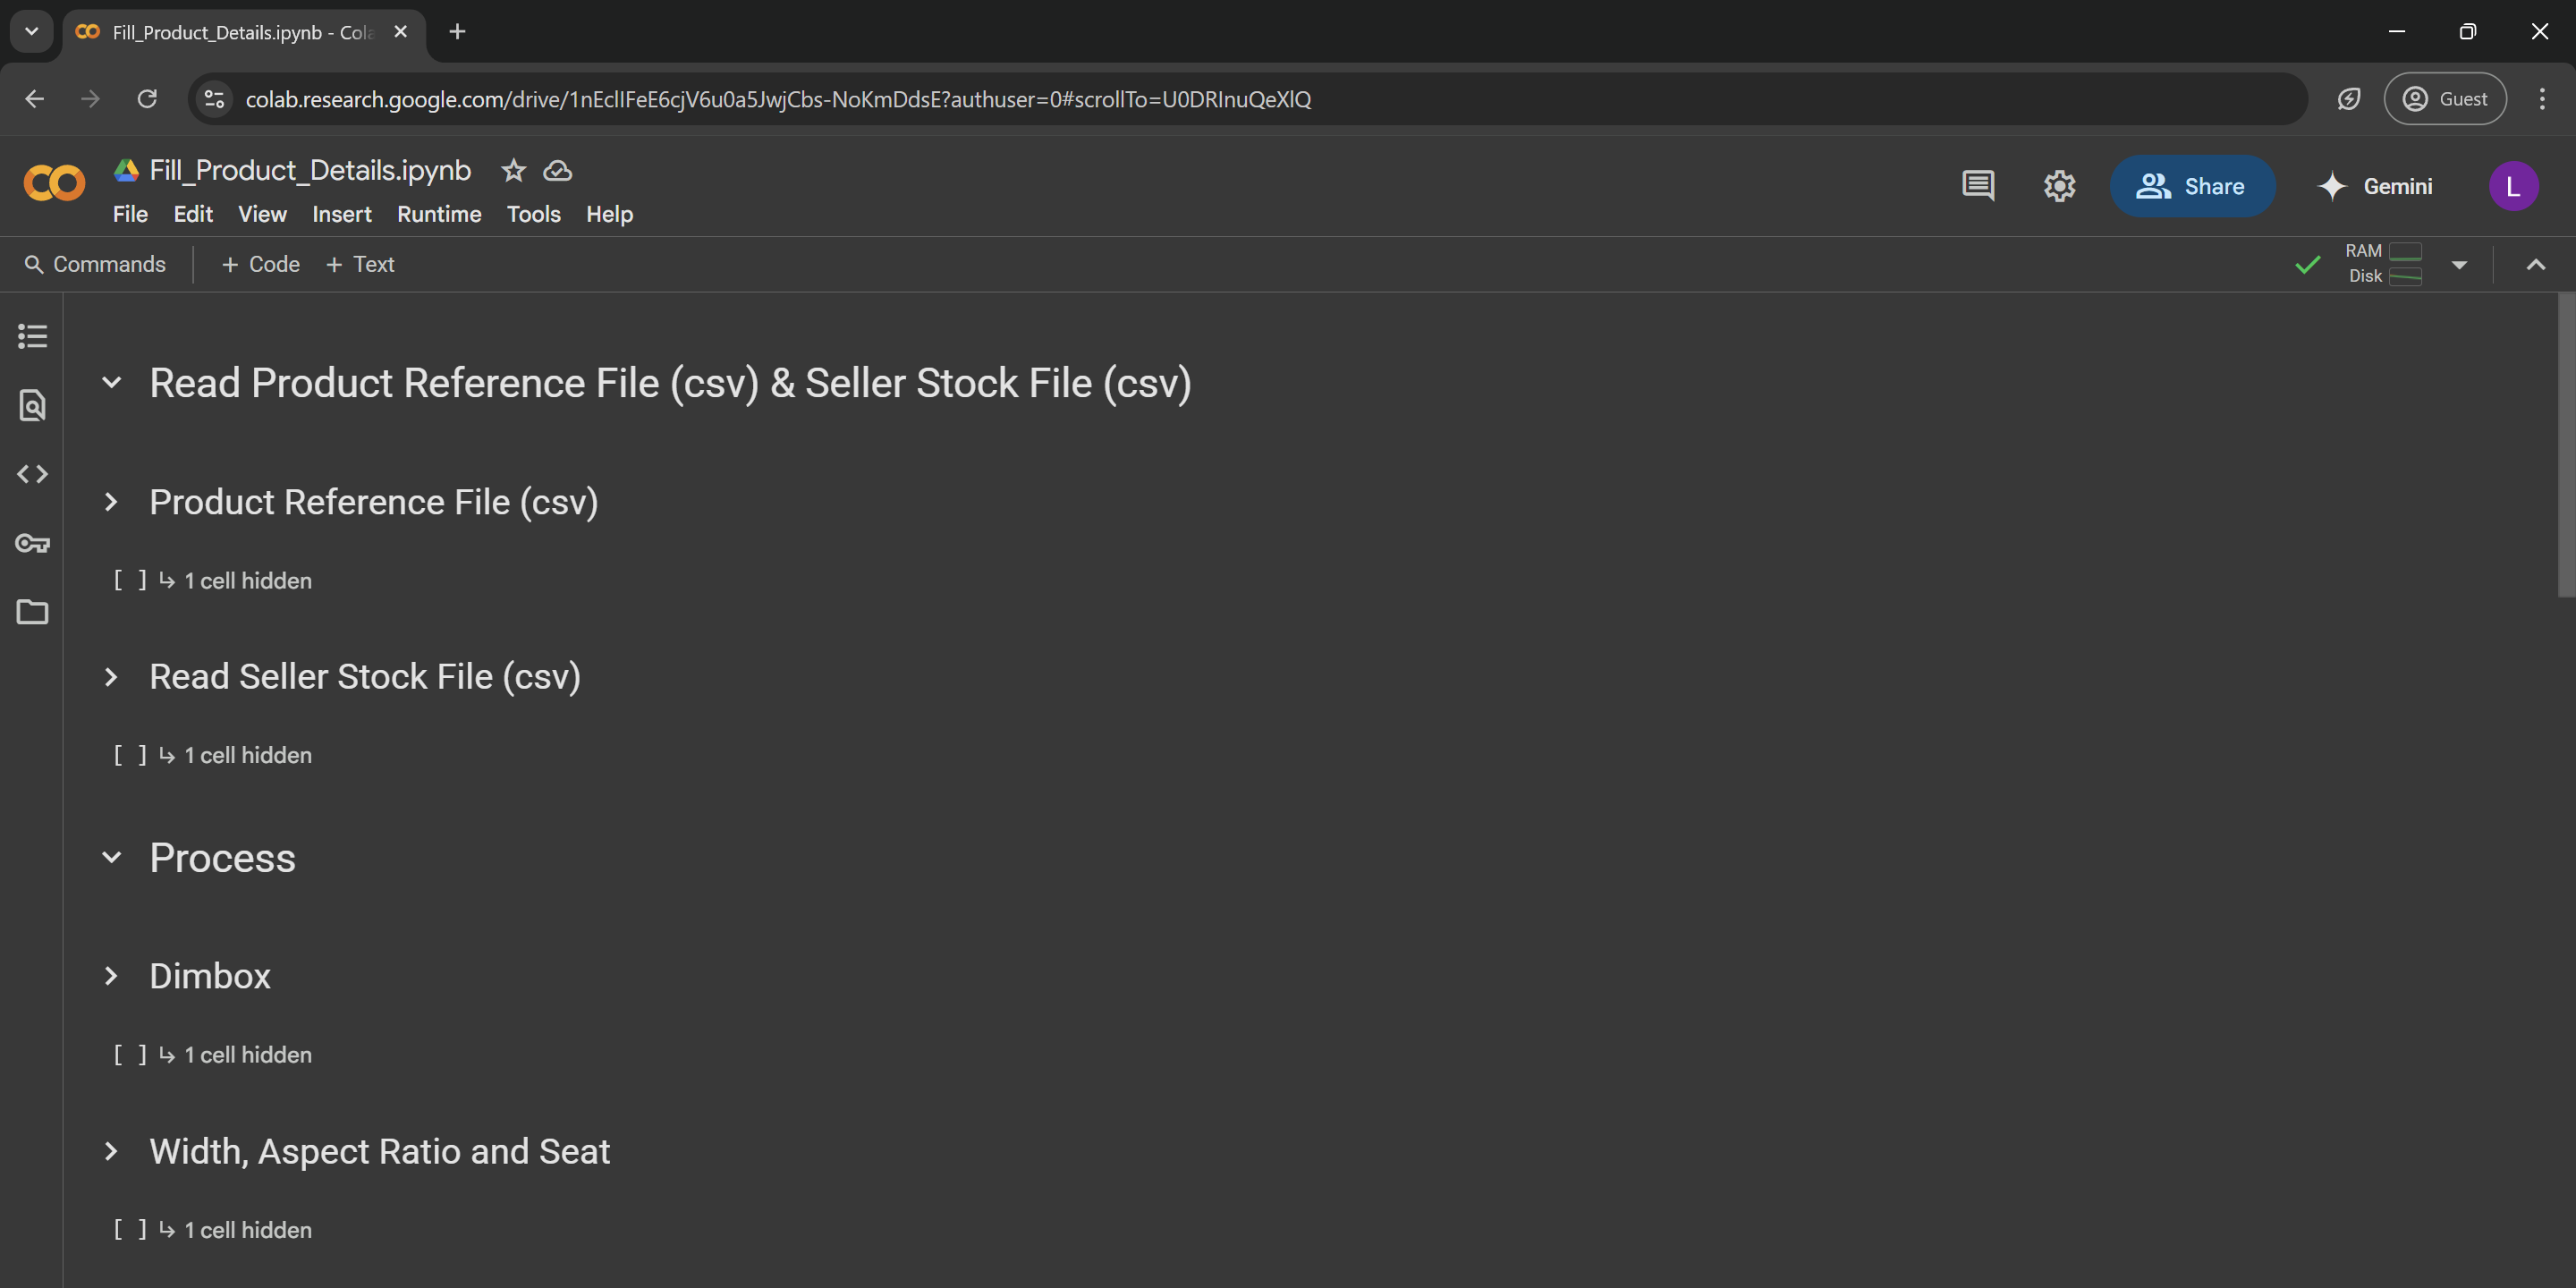 Fill_Product_Details.ipynb - Cola
colab.research.google.com/drive/1nEclIFeE6cjV6u0a5JwjCbs-NoKmDdsE?authuser=0#scrollTo=U0DRInuQeXlQ
Guest
Fill_Product_Details.ipynb
File Edit View Insert Runtime Tools Help
Share
Gemini
L
Commands
+ Code + Text
RAM
Disk
Read Product Reference File (csv) & Seller Stock File (csv)
Product Reference File (csv)
[ ] ↳ 1 cell hidden
Read Seller Stock File (csv)
[ ] ↳ 1 cell hidden
Process
Dimbox
[ ] ↳ 1 cell hidden
Width, Aspect Ratio and Seat
[ ] ↳ 1 cell hidden